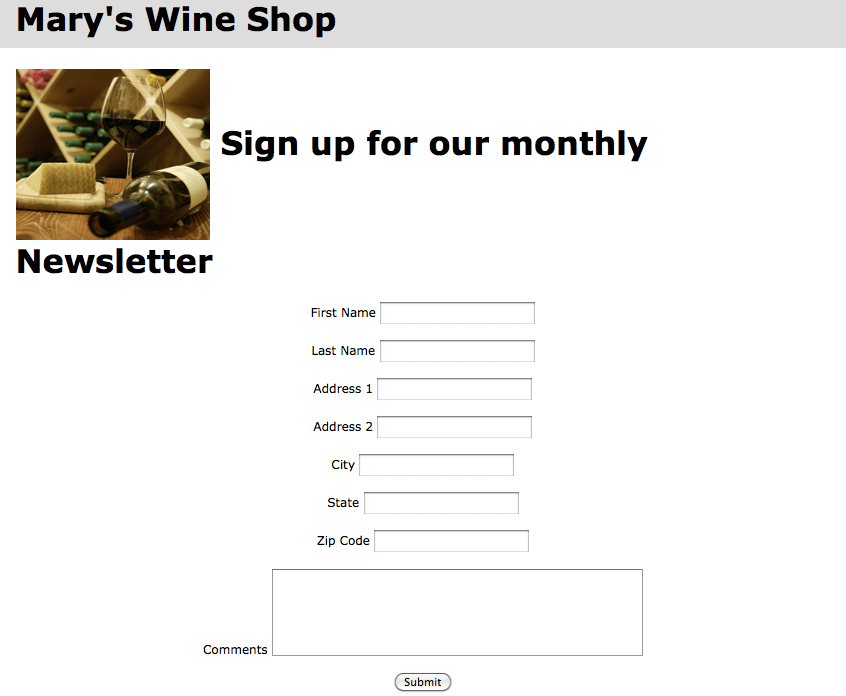 Mary's Wine Shop
Sign up for our monthly
Newsletter
First Name
Last Name
Address 1
Address 2
City
State
Zip Code
Comments
Submit